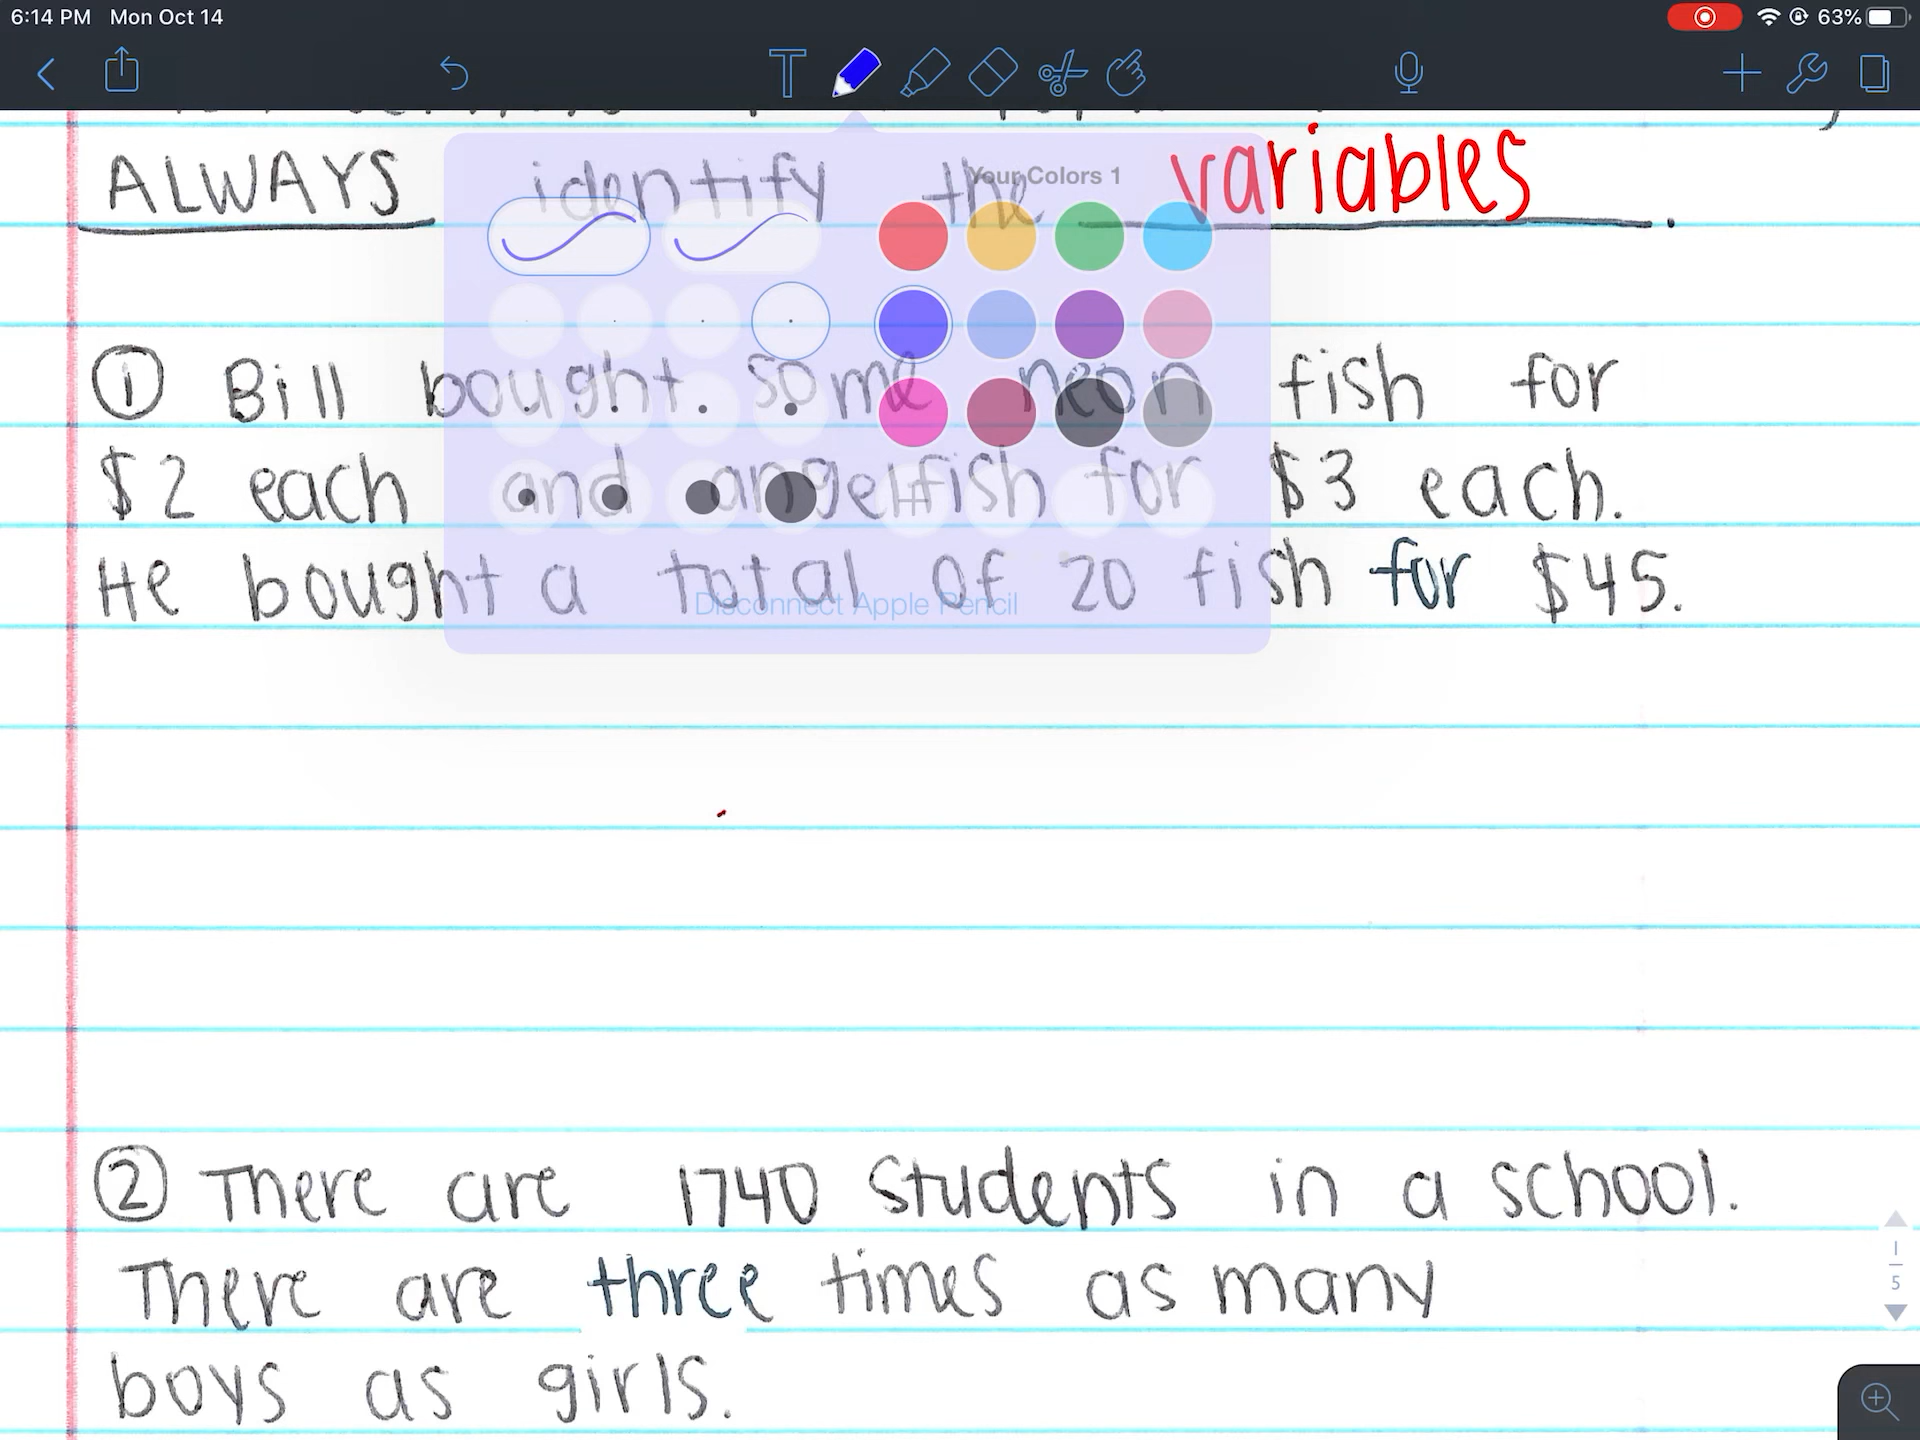 6:14 PM Mon Oct 14
63%
T
ALWAYS identify the variables.
Your Colors 1
① Bill bought some neon fish for
$2 each and angelfish for $3 each.
He bought a total of 20 fish for $45.
Disconnect Apple Pencil
② There are 1740 students in a school.
There are three times as many
boys as girls.
1
5